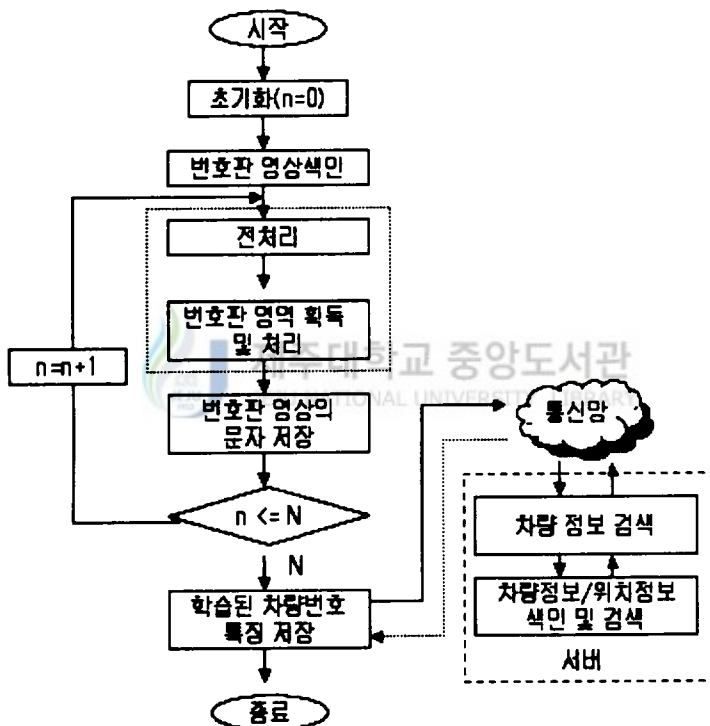 시작
초기화(n=0)
번호판 영상색인
전처리
번호판 영역 획득
및 처리
n=n+1
제주대학교 중앙도서관
NATIONAL UNIVERSITY LIBRARY
번호판 영상의
문자 저장
통신망
n <= N
N
차량 정보 검색
학습된 차량번호
특징 저장
차량정보/위치정보
색인 및 검색
서버
종료